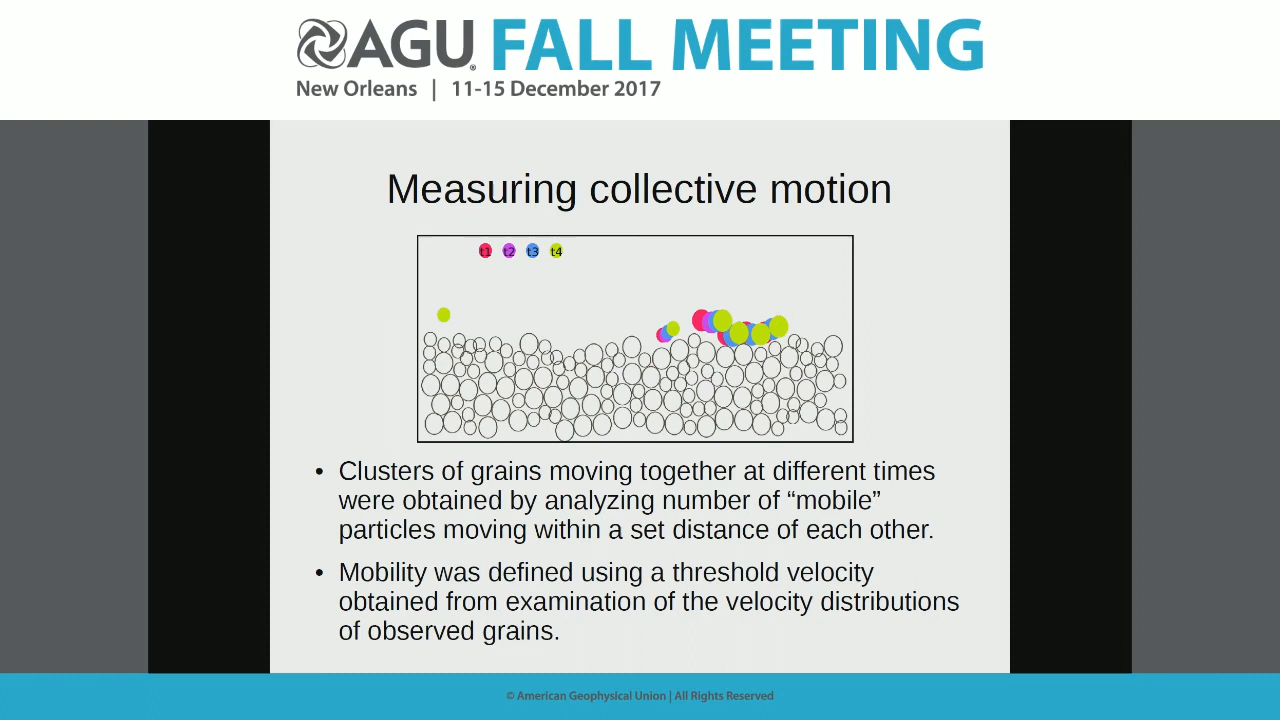 AGU FALL MEETING
New Orleans | 11-15 December 2017
Measuring collective motion
t1 t2 t3 t4
• Clusters of grains moving together at different times
were obtained by analyzing number of “mobile”
particles moving within a set distance of each other.
• Mobility was defined using a threshold velocity
obtained from examination of the velocity distributions
of observed grains.
© American Geophysical Union | All Rights Reserved